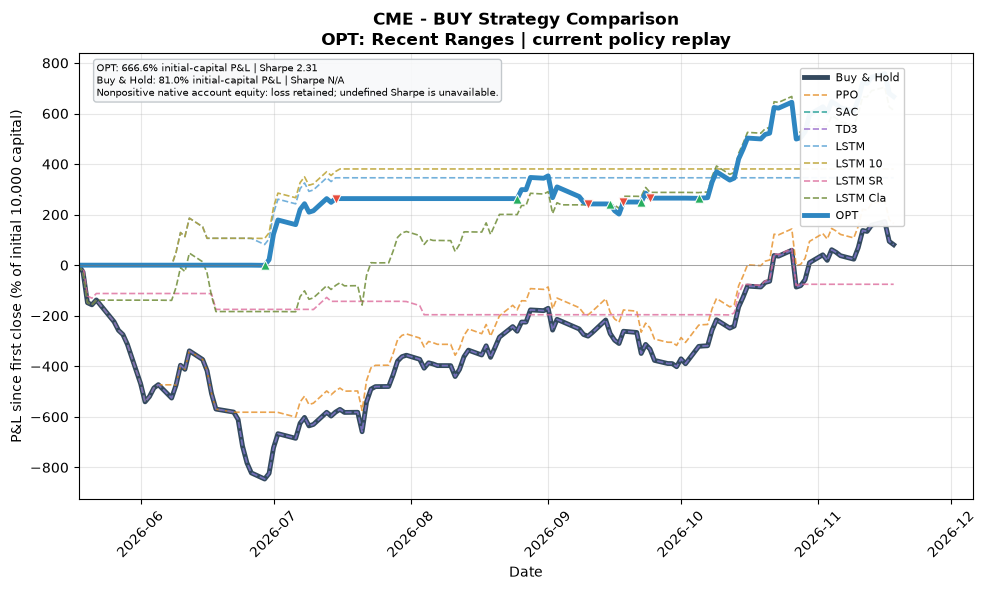 CME - BUY Strategy Comparison
OPT: Recent Ranges | current policy replay
OPT: 666.6% initial-capital P&L | Sharpe 2.31
Buy & Hold: 81.0% initial-capital P&L | Sharpe N/A
Nonpositive native account equity: loss retained; undefined Sharpe is unavailable.
Buy & Hold
PPO
SAC
TD3
LSTM
LSTM 10
LSTM SR
LSTM Cla
OPT
P&L since first close (% of initial 10,000 capital)
800
600
400
200
0
−200
−400
−600
−800
2026-06
2026-07
2026-08
2026-09
2026-10
2026-11
2026-12
Date